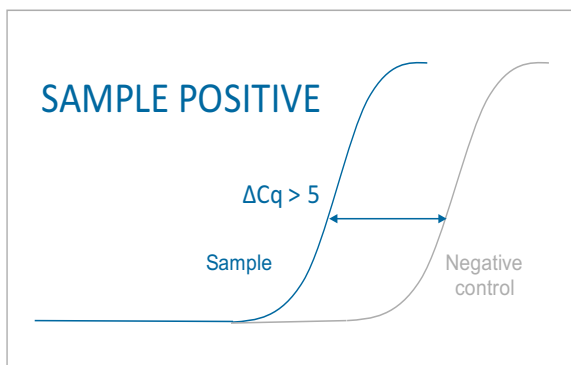 SAMPLE POSITIVE
ΔCq > 5
Sample
Negative
control